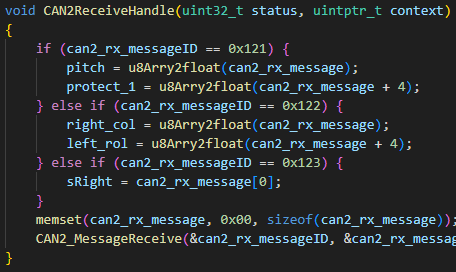 void CAN2ReceiveHandle(uint32_t status, uintptr_t context)
{
    if (can2_rx_messageID == 0x121) {
        pitch = u8Arry2float(can2_rx_message);
        protect_1 = u8Arry2float(can2_rx_message + 4);
    } else if (can2_rx_messageID == 0x122) {
        right_col = u8Arry2float(can2_rx_message);
        left_rol = u8Arry2float(can2_rx_message + 4);
    } else if (can2_rx_messageID == 0x123) {
        sRight = can2_rx_message[0];
    }
    memset(can2_rx_message, 0x00, sizeof(can2_rx_message));
    CAN2_MessageReceive(&can2_rx_messageID, &can2_rx_messag
}